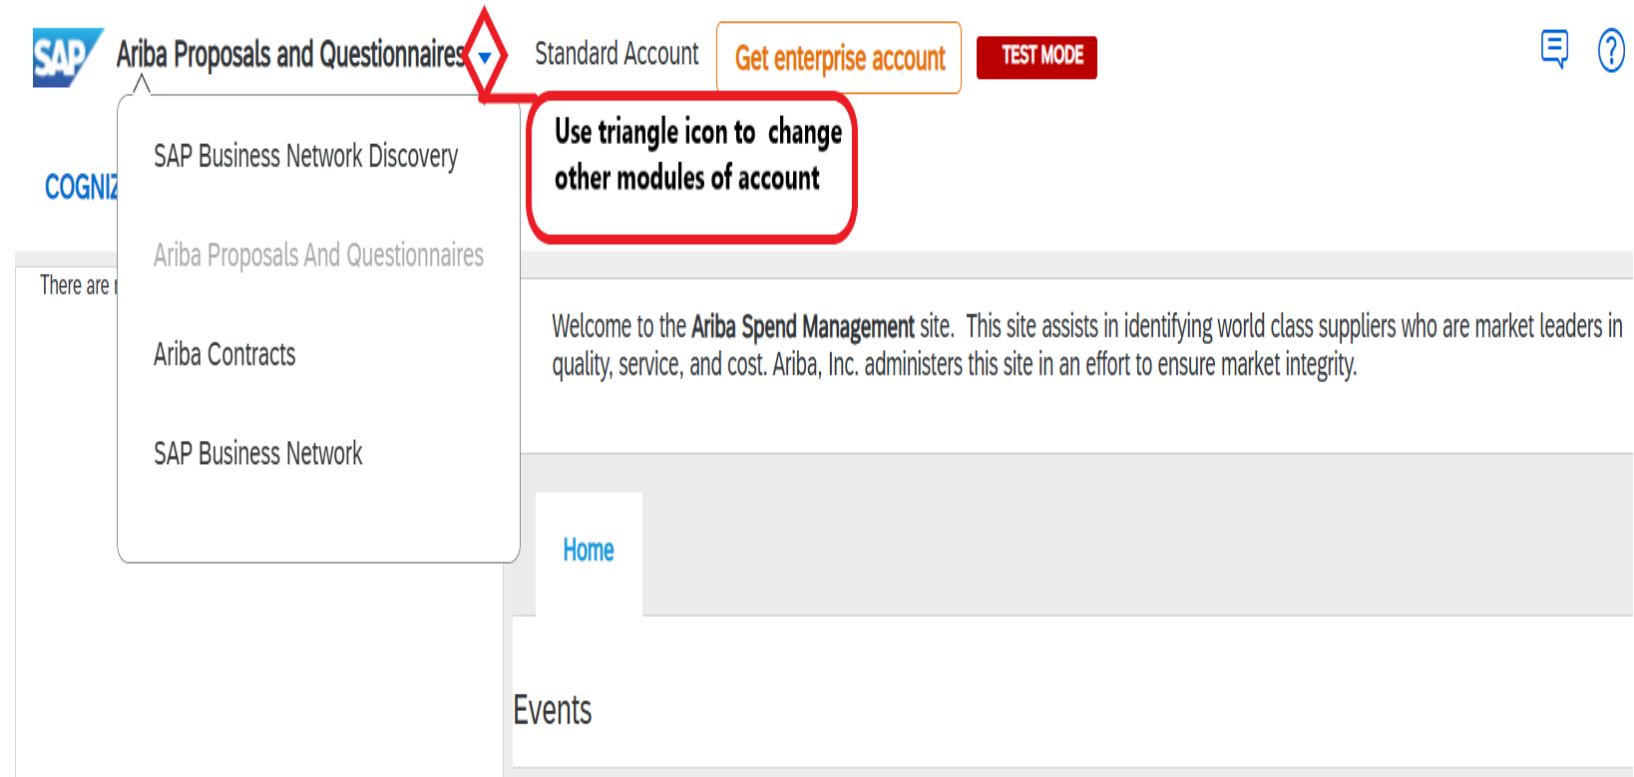 SAP Ariba Proposals and Questionnaires Standard Account Get enterprise account TEST MODE
Use triangle icon to change
other modules of account
SAP Business Network Discovery
COGNIZ
Ariba Proposals And Questionnaires
There are
Ariba Contracts
SAP Business Network
Welcome to the Ariba Spend Management site. This site assists in identifying world class suppliers who are market leaders in
quality, service, and cost. Ariba, Inc. administers this site in an effort to ensure market integrity.
Home
Events